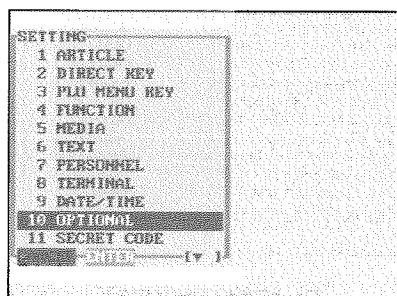 SETTING
1 ARTICLE
2 DIRECT KEY
3 PLU MENU KEY
4 FUNCTION
5 MEDIA
6 TEXT
7 PERSONNEL
8 TERMINAL
9 DATE/TIME
10 OPTIONAL
11 SECRET CODE
ENTER [▼ ]